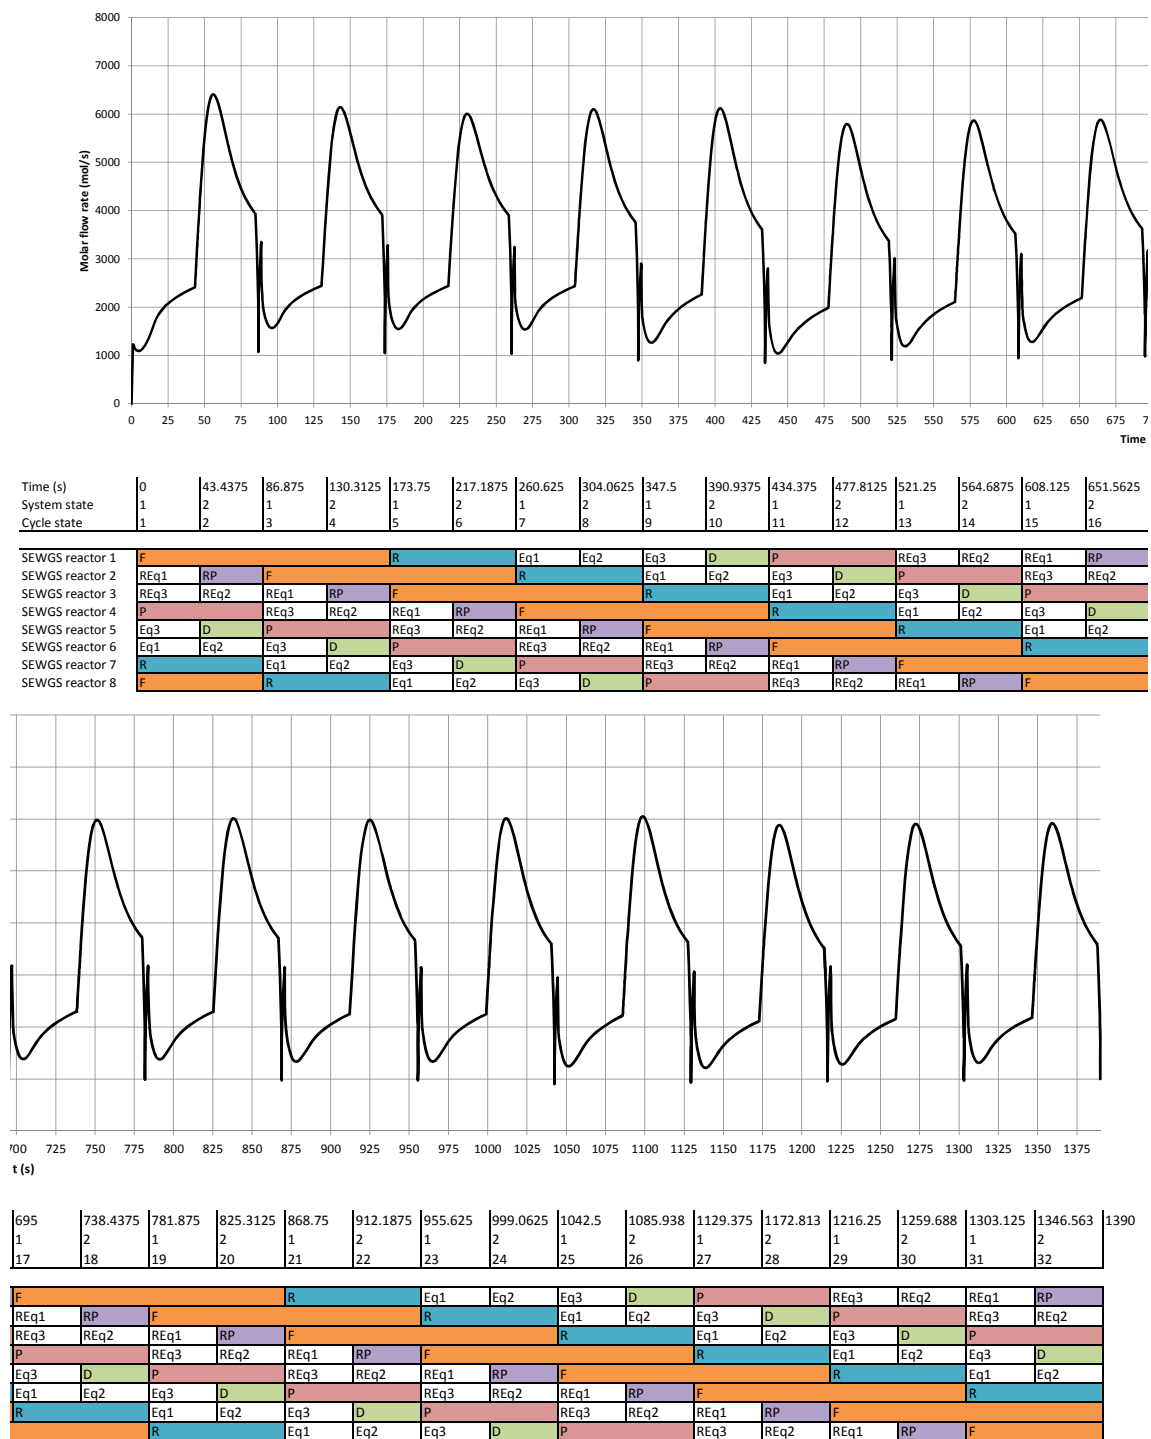 8000
7000
6000
5000
4000
3000
2000
1000
0
Molar flow rate (mol/s)
0 25 50 75 100 125 150 175 200 225 250 275 300 325 350 375 400 425 450 475 500 525 550 575 600 625 650 675 7
Time
Time (s) 0 43.4375 86.875 130.3125 173.75 217.1875 260.625 304.0625 347.5 390.9375 434.375 477.8125 521.25 564.6875 608.125 651.5625
System state 1 2 1 2 1 2 1 2 1 2 1 2 1 2 1 2
Cycle state 1 2 3 4 5 6 7 8 9 10 11 12 13 14 15 16
SEWGS reactor 1 F R Eq1 Eq2 Eq3 D P REq3 REq2 REq1 RP
SEWGS reactor 2 REq1 RP F R Eq1 Eq2 Eq3 D P REq3 REq2
SEWGS reactor 3 REq3 REq2 REq1 RP F R Eq1 Eq2 Eq3 D P
SEWGS reactor 4 P REq3 REq2 REq1 RP F R Eq1 Eq2 Eq3 D
SEWGS reactor 5 Eq3 D P REq3 REq2 REq1 RP F R Eq1 Eq2
SEWGS reactor 6 Eq1 Eq2 Eq3 D P REq3 REq2 REq1 RP F R
SEWGS reactor 7 R Eq1 Eq2 Eq3 D P REq3 REq2 REq1 RP F
SEWGS reactor 8 F R Eq1 Eq2 Eq3 D P REq3 REq2 REq1 RP F
700 725 750 775 800 825 850 875 900 925 950 975 1000 1025 1050 1075 1100 1125 1150 1175 1200 1225 1250 1275 1300 1325 1350 1375
t (s)
695 738.4375 781.875 825.3125 868.75 912.1875 955.625 999.0625 1042.5 1085.938 1129.375 1172.813 1216.25 1259.688 1303.125 1346.563 1390
1 2 1 2 1 2 1 2 1 2 1 2 1 2 1 2
17 18 19 20 21 22 23 24 25 26 27 28 29 30 31 32
F R Eq1 Eq2 Eq3 D P REq3 REq2 REq1 RP
REq1 RP F R Eq1 Eq2 Eq3 D P REq3 REq2
REq3 REq2 REq1 RP F R Eq1 Eq2 Eq3 D P
P REq3 REq2 REq1 RP F R Eq1 Eq2 Eq3 D
Eq3 D P REq3 REq2 REq1 RP F R Eq1 Eq2
Eq1 Eq2 Eq3 D P REq3 REq2 REq1 RP F R
R Eq1 Eq2 Eq3 D P REq3 REq2 REq1 RP F
R Eq1 Eq2 Eq3 D P REq3 REq2 REq1 RP F